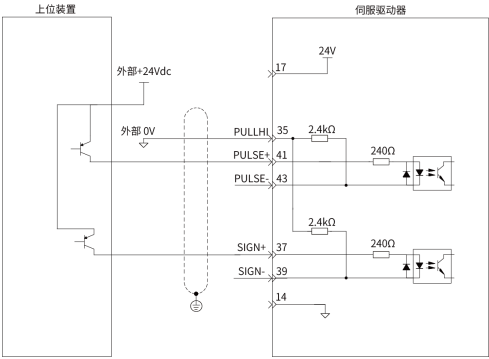 上位装置
伺服驱动器
24V
17
外部+24Vdc
外部 0V
PULLHI
35
2.4kΩ
240Ω
PULSE+
41
PULSE-
43
2.4kΩ
240Ω
SIGN+
37
SIGN-
39
14